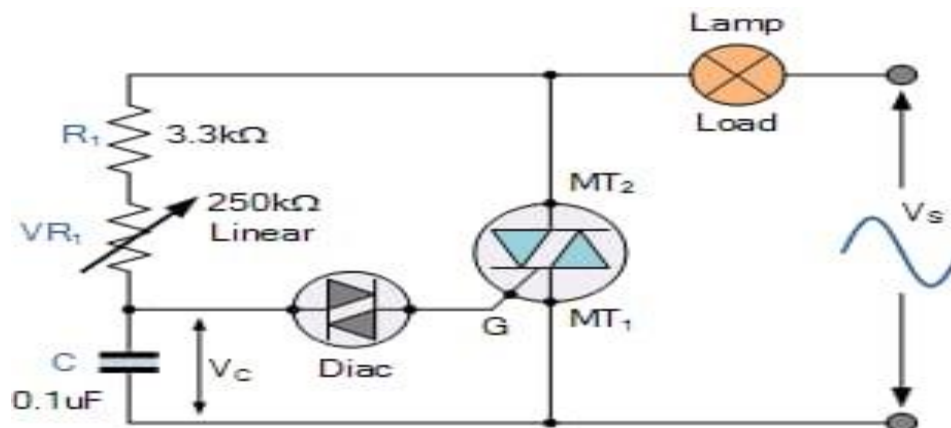 Lamp
Load
R₁ 3.3kΩ
MT₂
250kΩ
VR₁ Linear
Vs
G MT₁
C Vc Diac
0.1uF